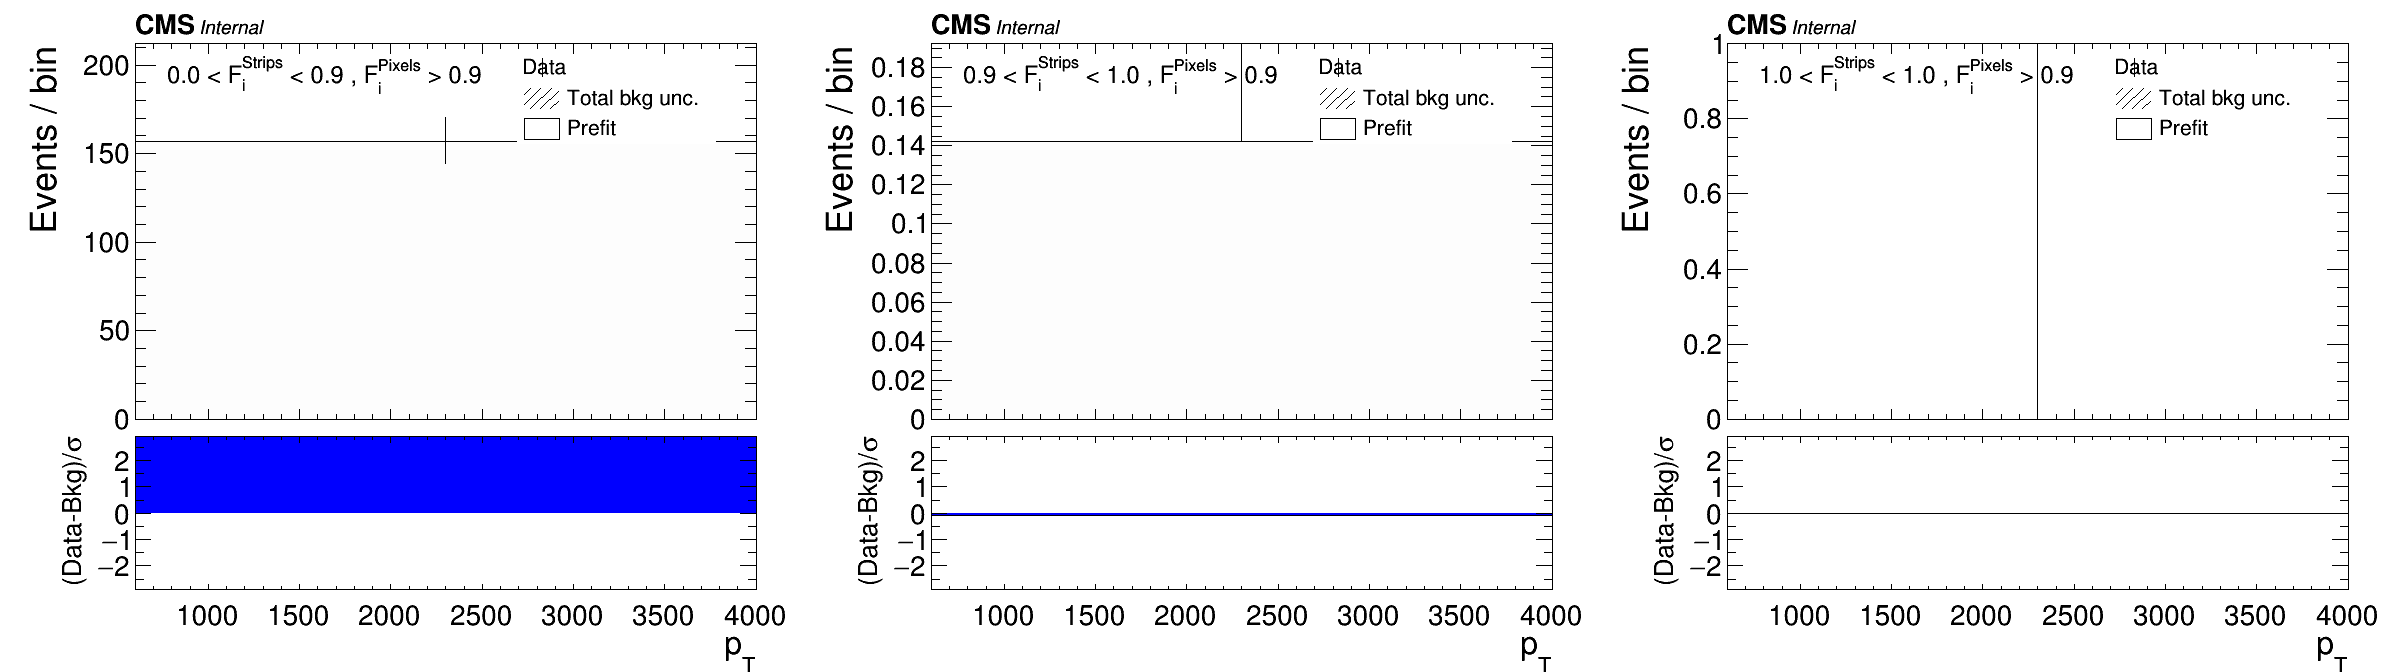 CMS Internal
Events / bin
0.0 < F_i^Strips < 0.9 , F_i^Pixels > 0.9
Data
Total bkg unc.
Prefit
200
150
100
50
0
(Data-Bkg)/σ
2
1
0
−1
−2
1000 1500 2000 2500 3000 3500 4000
p_T
CMS Internal
Events / bin
0.9 < F_i^Strips < 1.0 , F_i^Pixels > 0.9
Data
Total bkg unc.
Prefit
0.18
0.16
0.14
0.12
0.1
0.08
0.06
0.04
0.02
0
(Data-Bkg)/σ
2
1
0
−1
−2
1000 1500 2000 2500 3000 3500 4000
p_T
CMS Internal
Events / bin
1.0 < F_i^Strips < 1.0 , F_i^Pixels > 0.9
Data
Total bkg unc.
Prefit
1
0.8
0.6
0.4
0.2
0
(Data-Bkg)/σ
2
1
0
−1
−2
1000 1500 2000 2500 3000 3500 4000
p_T